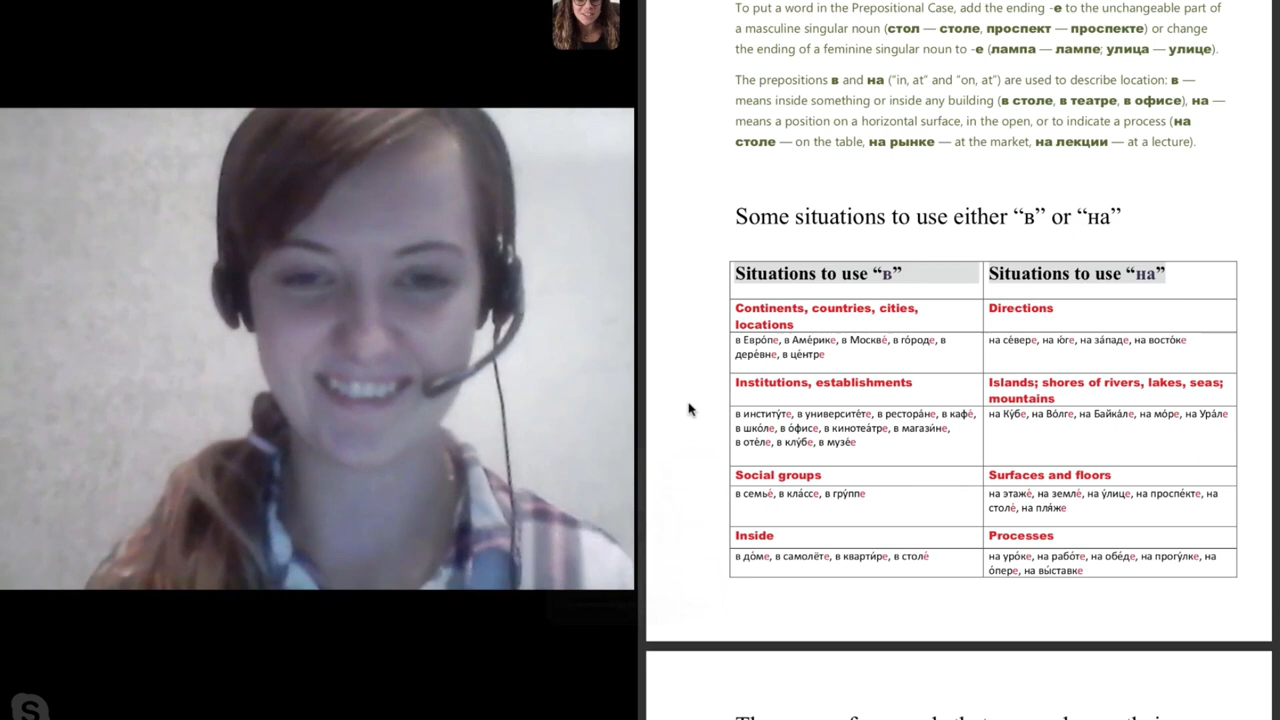 To put a word in the Prepositional Case, add the ending -е to the unchangeable part of
a masculine singular noun (стол — столе, проспект — проспекте) or change
the ending of a feminine singular noun to -е (лампа — лампе; улица — улице).
The prepositions в and на (“in, at” and “on, at”) are used to describe location: в —
means inside something or inside any building (в столе, в театре, в офисе), на —
means a position on a horizontal surface, in the open, or to indicate a process (на
столе — on the table, на рынке — at the market, на лекции — at a lecture).
Some situations to use either “в” or “на”
Situations to use “в”
Situations to use “на”
Continents, countries, cities,
locations
Directions
в Евро́пе, в Аме́рике, в Москве́, в го́роде, в
дере́вне, в це́нтре
на се́вере, на ю́ге, на за́паде, на восто́ке
Institutions, establishments
Islands; shores of rivers, lakes, seas;
mountains
в институ́те, в университе́те, в рестора́не, в кафе́,
в шко́ле, в о́фисе, в кинотеа́тре, в магази́не,
в оте́ле, в клу́бе, в музе́е
на Ку́бе, на Во́лге, на Байка́ле, на мо́ре, на Ура́ле
Social groups
Surfaces and floors
в семье́, в кла́ссе, в гру́ппе
на этаже́, на земле́, на у́лице, на проспе́кте, на
столе́, на пля́же
Inside
Processes
в до́ме, в самолёте, в кварти́ре, в столе́
на уро́ке, на рабо́те, на обе́де, на прогу́лке, на
о́пере, на вы́ставке